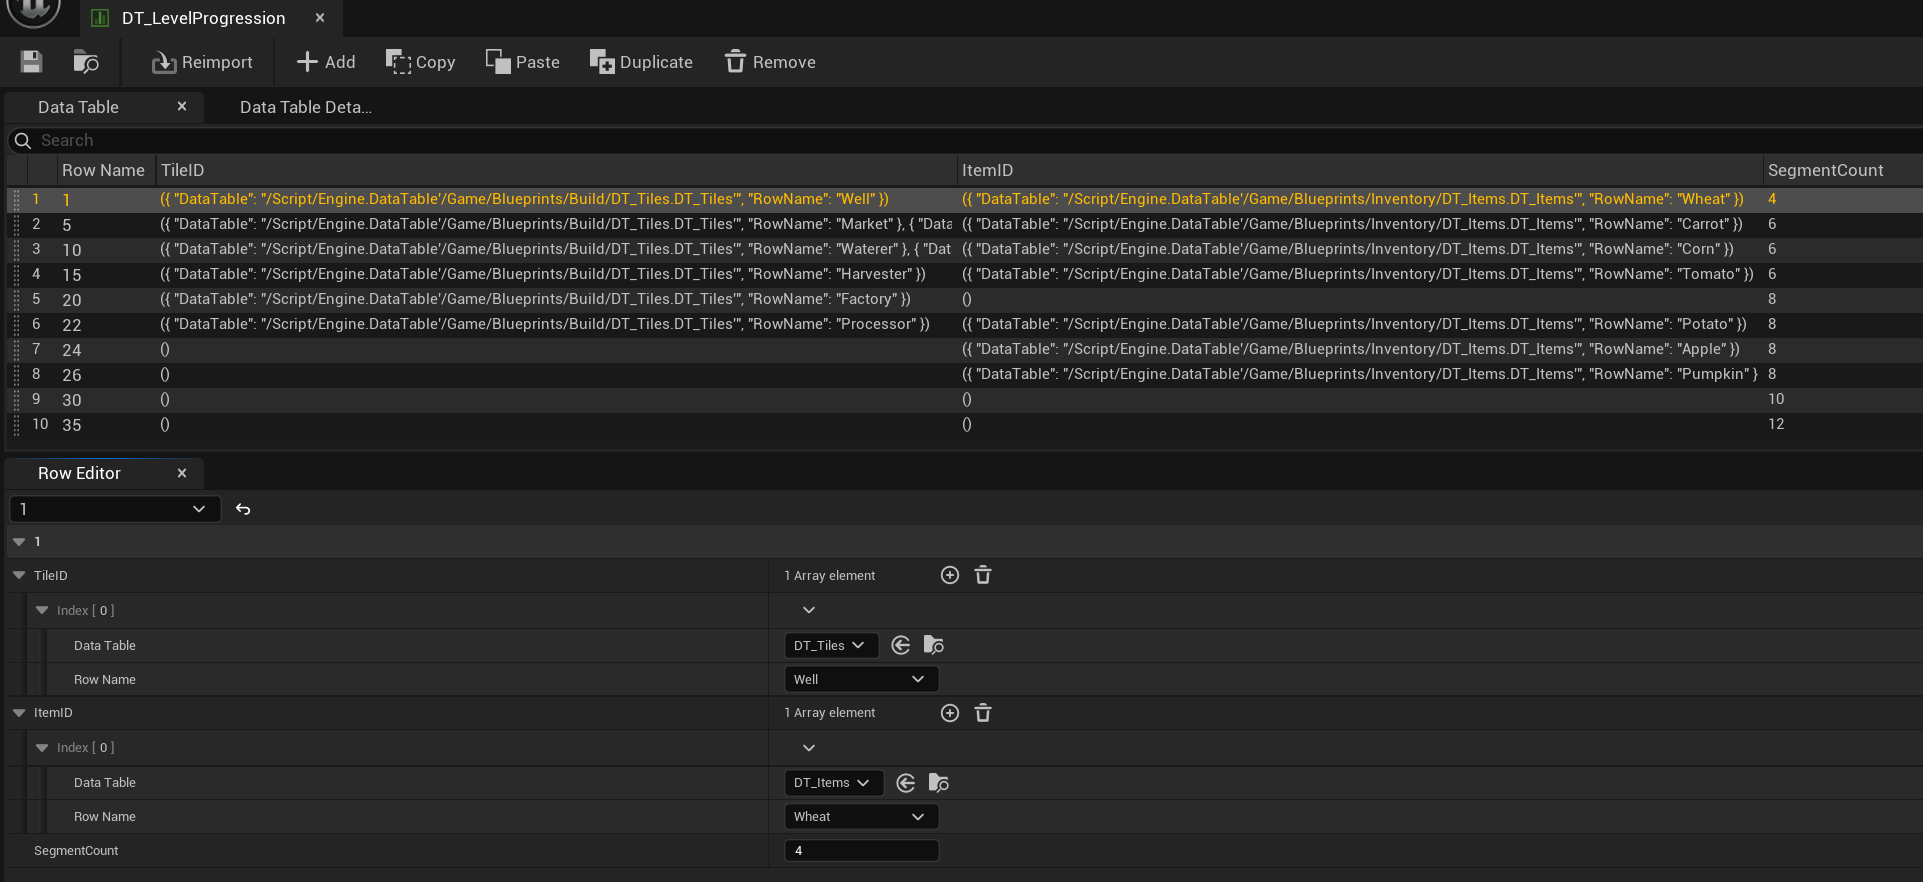 DT_LevelProgression
Reimport Add Copy Paste Duplicate Remove
Data Table Data Table Deta...
Search
Row Name TileID ItemID SegmentCount
1 1 ({ "DataTable": "/Script/Engine.DataTable'/Game/Blueprints/Build/DT_Tiles.DT_Tiles'", "RowName": "Well" }) ({ "DataTable": "/Script/Engine.DataTable'/Game/Blueprints/Inventory/DT_Items.DT_Items'", "RowName": "Wheat" }) 4
2 5 ({ "DataTable": "/Script/Engine.DataTable'/Game/Blueprints/Build/DT_Tiles.DT_Tiles'", "RowName": "Market" }, { "Data ({ "DataTable": "/Script/Engine.DataTable'/Game/Blueprints/Inventory/DT_Items.DT_Items'", "RowName": "Carrot" }) 6
3 10 ({ "DataTable": "/Script/Engine.DataTable'/Game/Blueprints/Build/DT_Tiles.DT_Tiles'", "RowName": "Waterer" }, { "Dat ({ "DataTable": "/Script/Engine.DataTable'/Game/Blueprints/Inventory/DT_Items.DT_Items'", "RowName": "Corn" }) 6
4 15 ({ "DataTable": "/Script/Engine.DataTable'/Game/Blueprints/Build/DT_Tiles.DT_Tiles'", "RowName": "Harvester" }) ({ "DataTable": "/Script/Engine.DataTable'/Game/Blueprints/Inventory/DT_Items.DT_Items'", "RowName": "Tomato" }) 6
5 20 ({ "DataTable": "/Script/Engine.DataTable'/Game/Blueprints/Build/DT_Tiles.DT_Tiles'", "RowName": "Factory" }) () 8
6 22 ({ "DataTable": "/Script/Engine.DataTable'/Game/Blueprints/Build/DT_Tiles.DT_Tiles'", "RowName": "Processor" }) ({ "DataTable": "/Script/Engine.DataTable'/Game/Blueprints/Inventory/DT_Items.DT_Items'", "RowName": "Potato" }) 8
7 24 () ({ "DataTable": "/Script/Engine.DataTable'/Game/Blueprints/Inventory/DT_Items.DT_Items'", "RowName": "Apple" }) 8
8 26 () ({ "DataTable": "/Script/Engine.DataTable'/Game/Blueprints/Inventory/DT_Items.DT_Items'", "RowName": "Pumpkin" } 8
9 30 () () 10
10 35 () () 12
Row Editor
1
1
TileID 1 Array element
Index [ 0 ]
Data Table DT_Tiles
Row Name Well
ItemID 1 Array element
Index [ 0 ]
Data Table DT_Items
Row Name Wheat
SegmentCount 4